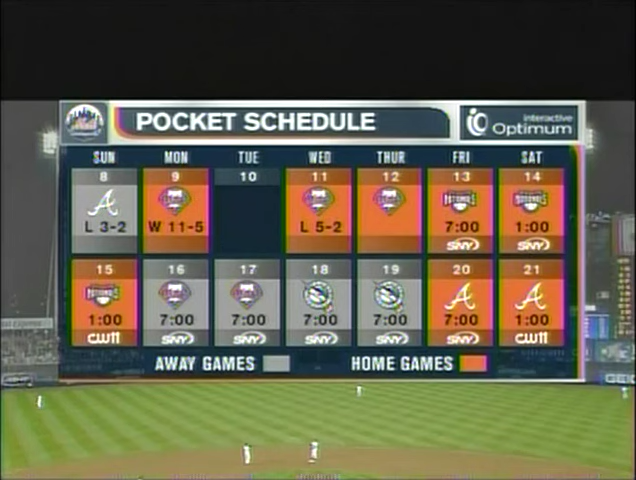 POCKET SCHEDULE
interactive
Optimum
SUN MON TUE WED THUR FRI SAT
8 9 10 11 12 13 14
L 3-2 W 11-5 L 5-2 7:00 1:00
SNY SNY
15 16 17 18 19 20 21
1:00 7:00 7:00 7:00 7:00 7:00 1:00
CW11 SNY SNY SNY SNY SNY CW11
AWAY GAMES HOME GAMES